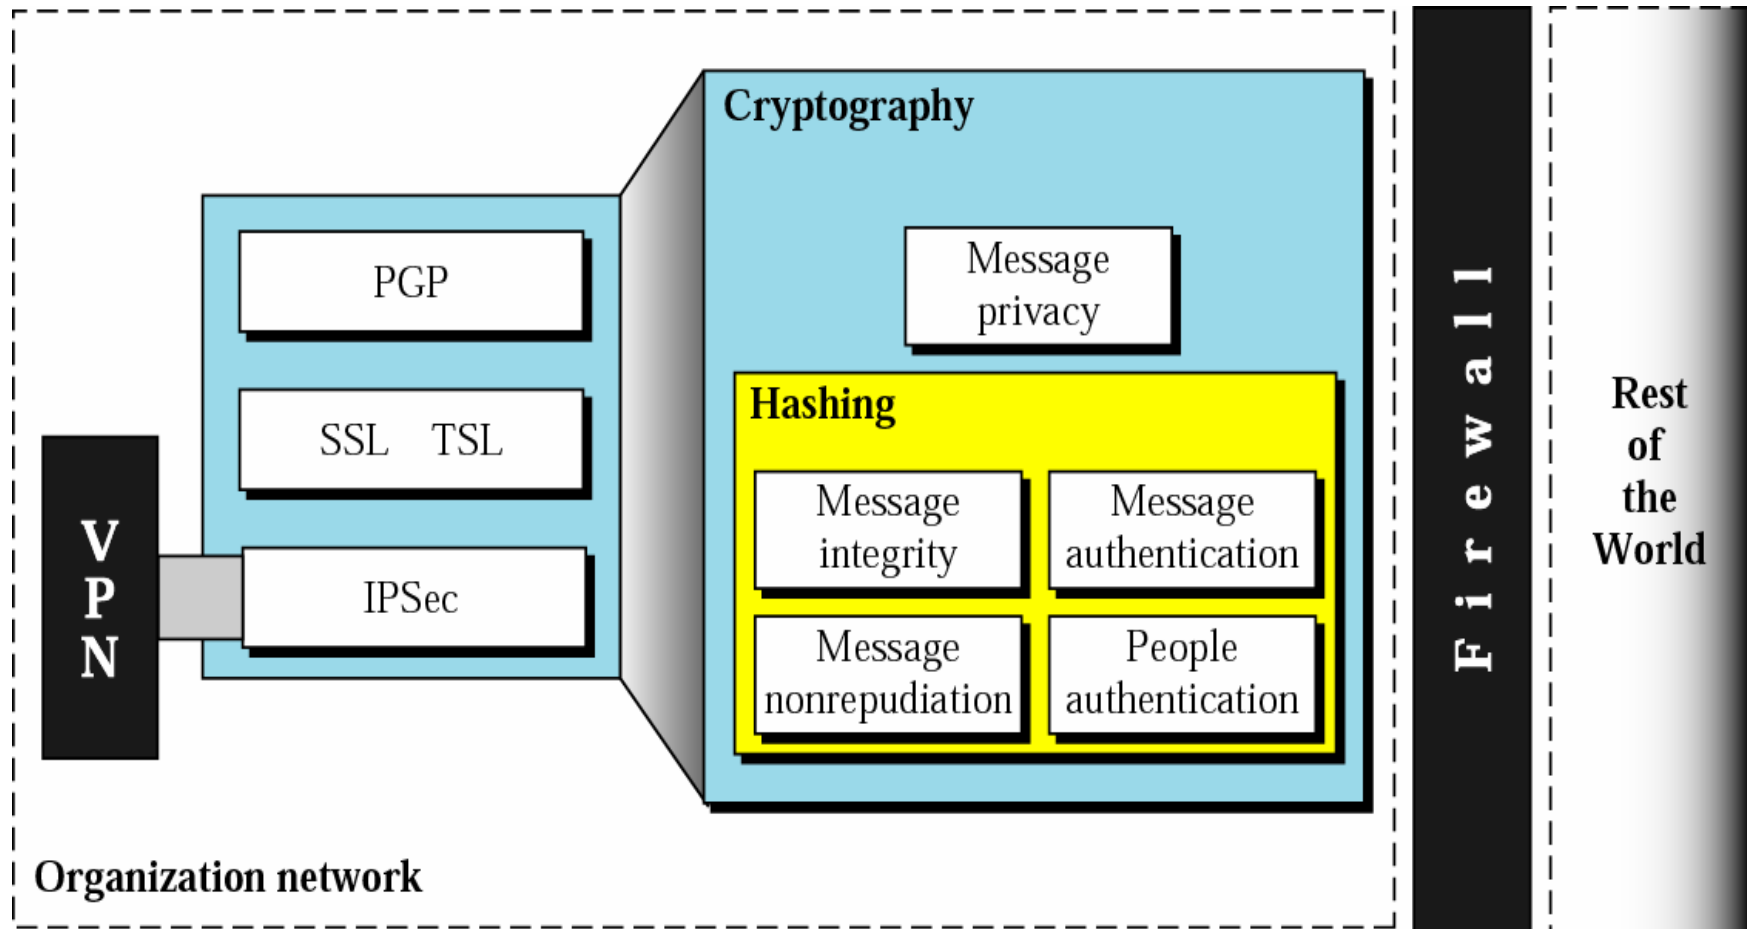 Cryptography
Message
privacy
Hashing
Message
integrity
Message
authentication
Message
nonrepudiation
People
authentication
PGP
SSL TSL
IPSec
VPN
Organization network
Firewall
Rest
of
the
World